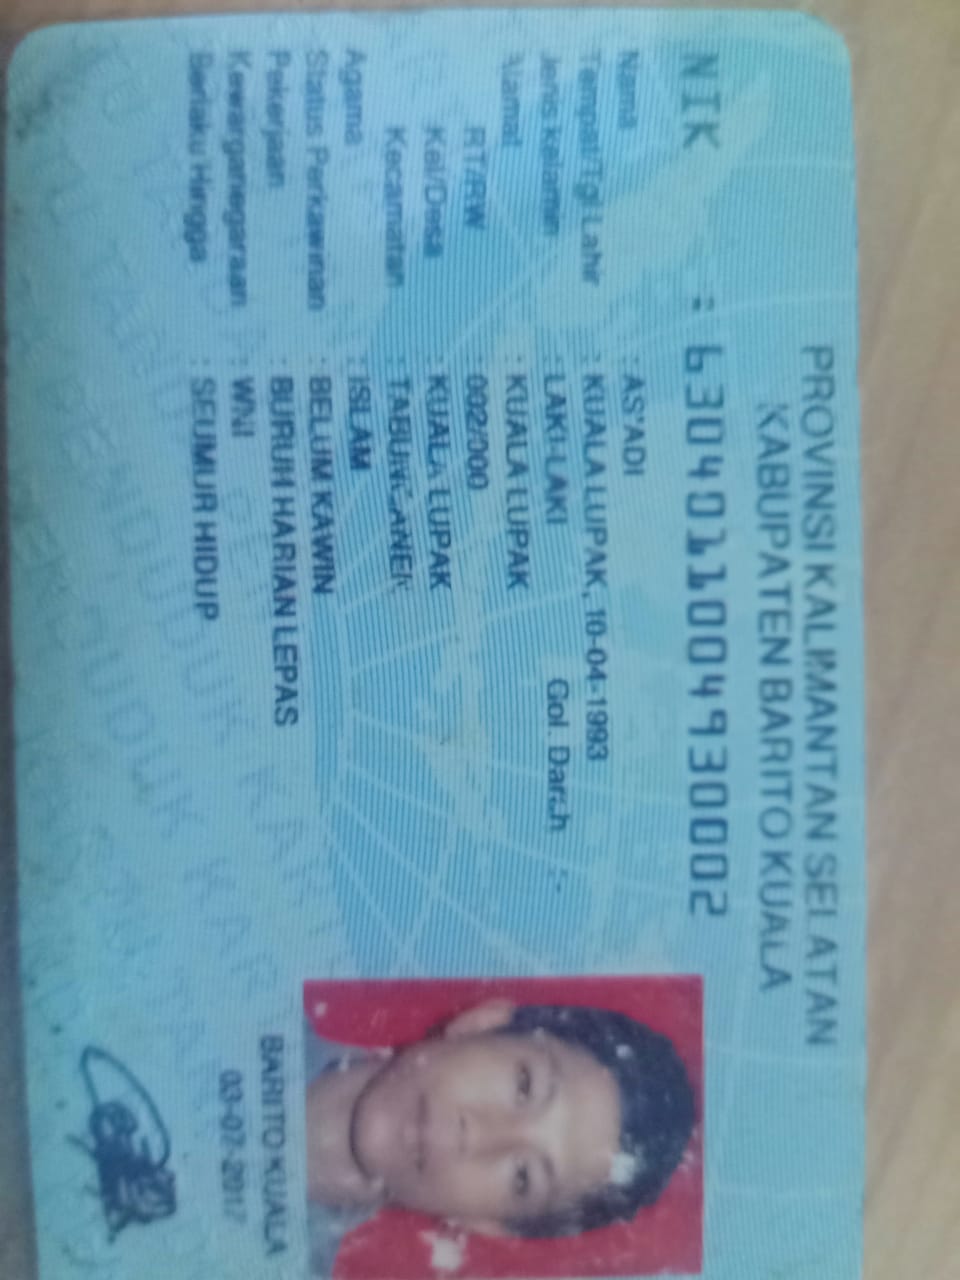 PROVINSI KALIMANTAN SELATAN
KABUPATEN BARITO KUALA
NIK : 6304011004930002
Nama : AS'ADI
Tempat/Tgl Lahir : KUALA LUPAK, 10-04-1993
Jenis kelamin : LAKI-LAKI Gol. Darah : -
Alamat : KUALA LUPAK
RT/RW : 002/000
Kel/Desa : KUALA LUPAK
Kecamatan : TABUNGANEN
Agama : ISLAM
Status Perkawinan : BELUM KAWIN
Pekerjaan : BURUH HARIAN LEPAS
Kewarganegaraan : WNI
Berlaku Hingga : SEUMUR HIDUP
BARITO KUALA
03-07-2017